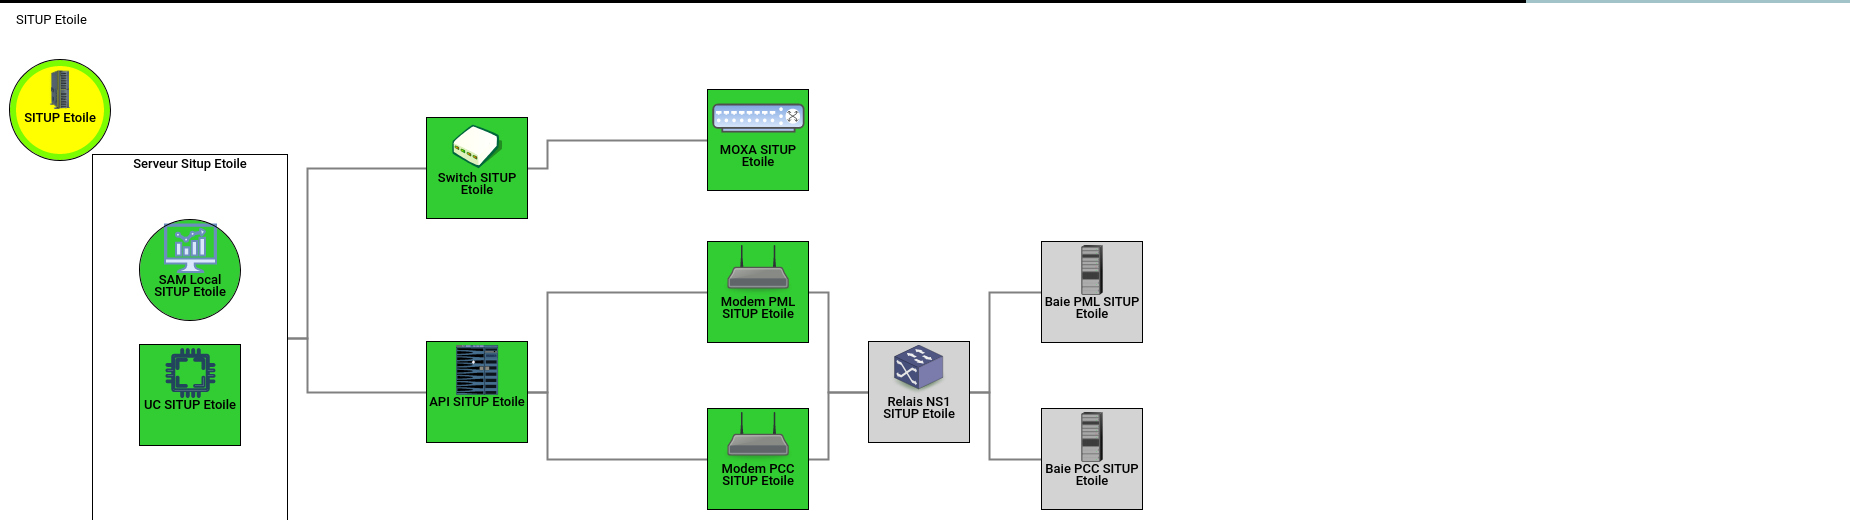 SITUP Etoile
SITUP Etoile
Serveur Situp Etoile
SAM Local
SITUP Etoile
UC SITUP Etoile
Switch SITUP
Etoile
API SITUP Etoile
MOXA SITUP
Etoile
Modem PML
SITUP Etoile
Modem PCC
SITUP Etoile
Relais NS1
SITUP Etoile
Baie PML SITUP
Etoile
Baie PCC SITUP
Etoile